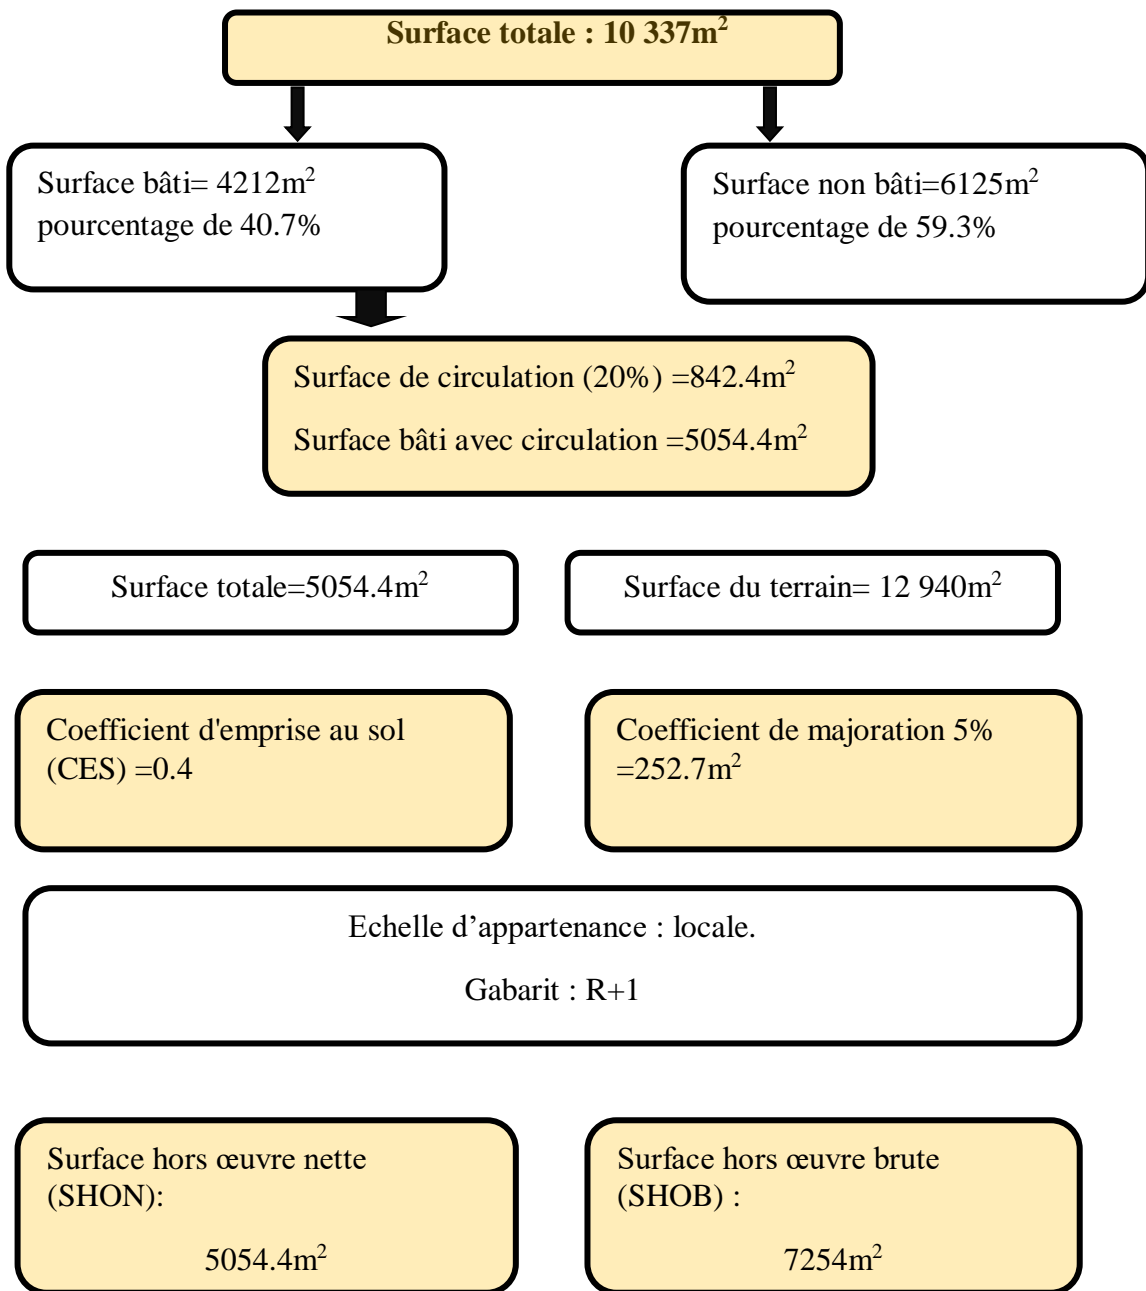 Surface totale : 10 337m²
Surface bâti= 4212m²
pourcentage de 40.7%
Surface non bâti=6125m²
pourcentage de 59.3%
Surface de circulation (20%) =842.4m²
Surface bâti avec circulation =5054.4m²
Surface totale=5054.4m²
Surface du terrain= 12 940m²
Coefficient d'emprise au sol
(CES) =0.4
Coefficient de majoration 5%
=252.7m²
Echelle d’appartenance : locale.
Gabarit : R+1
Surface hors œuvre nette
(SHON):
5054.4m²
Surface hors œuvre brute
(SHOB) :
7254m²